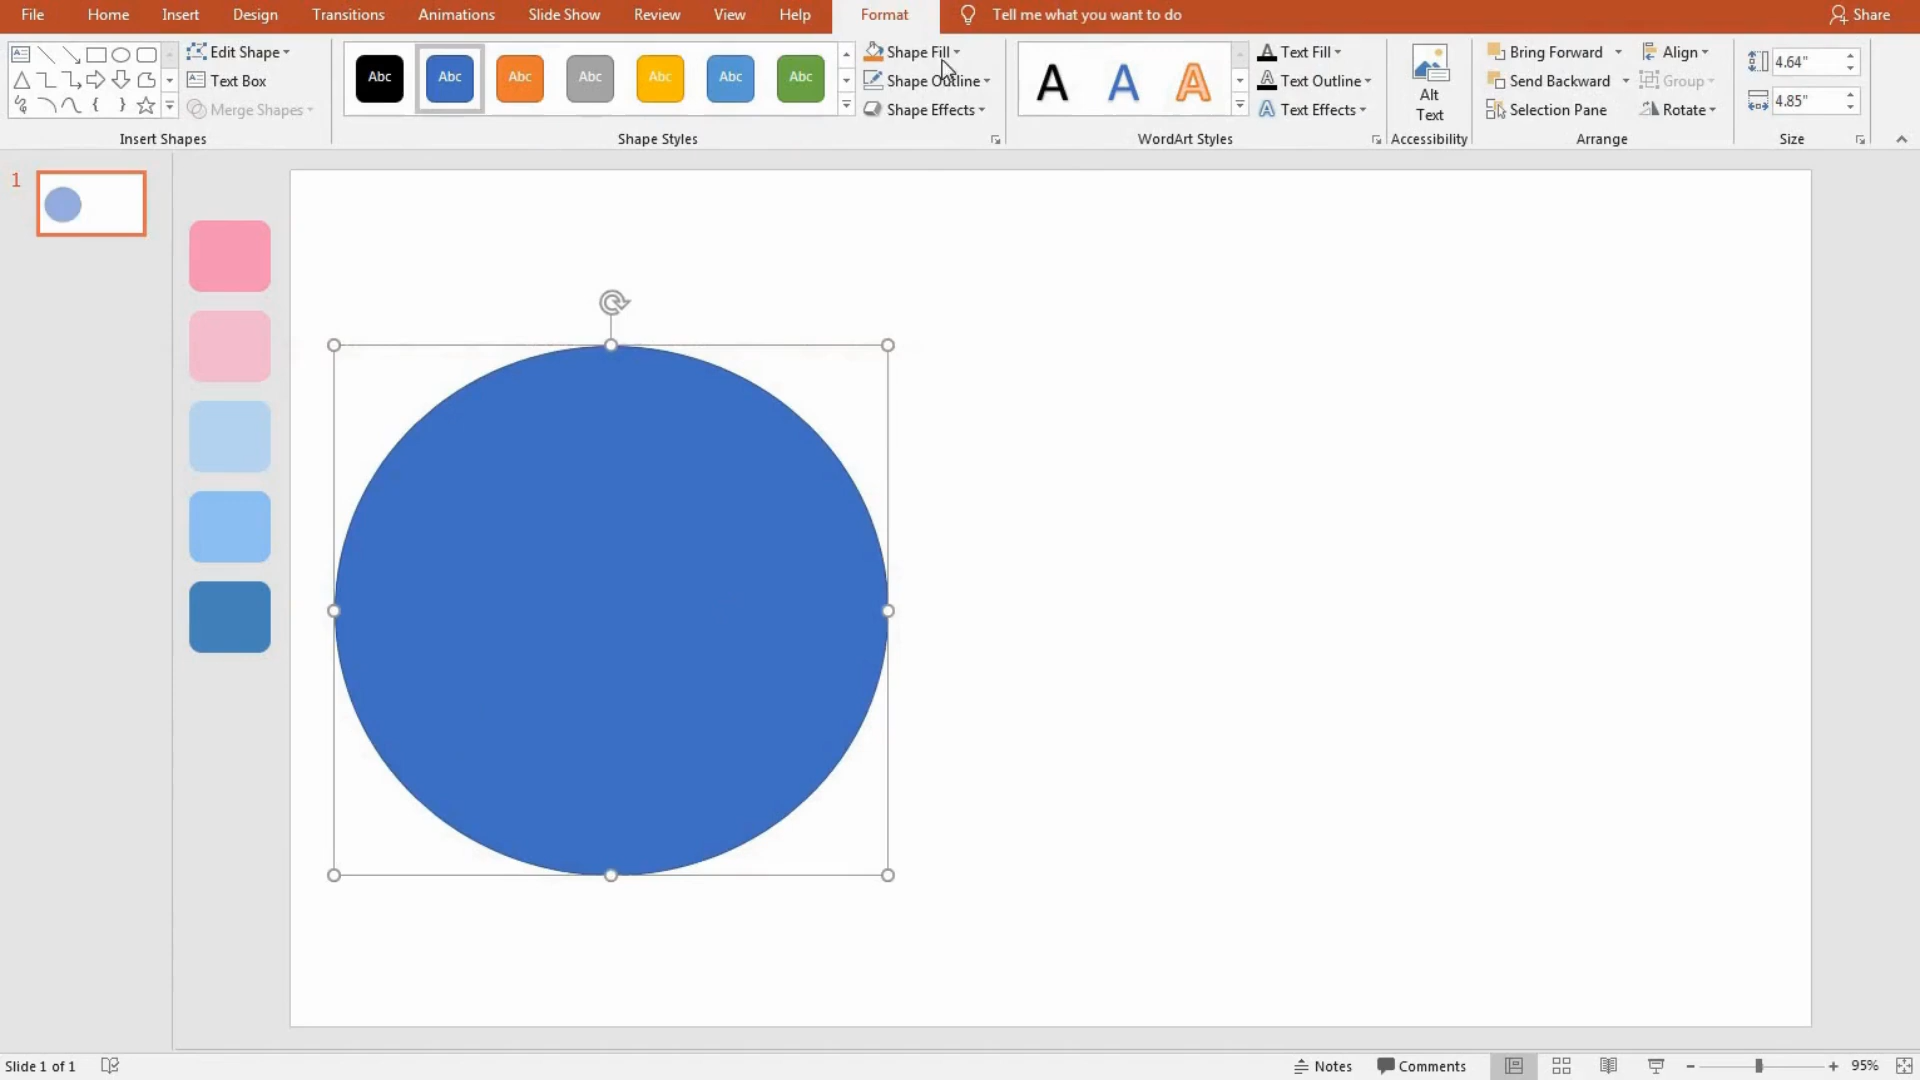 File Home Insert Design Transitions Animations Slide Show Review View Help Format Tell me what you want to do Share
Edit Shape
Text Box
Merge Shapes
Insert Shapes
Abc Abc Abc Abc Abc Abc Abc
Shape Styles
Shape Fill
Shape Outline
Shape Effects
A A A
WordArt Styles
Text Fill
Text Outline
Text Effects
Alt
Text
Accessibility
Bring Forward
Send Backward
Selection Pane
Align
Group
Rotate
Arrange
4.64"
4.85"
Size
1
Slide 1 of 1
Notes Comments 95%